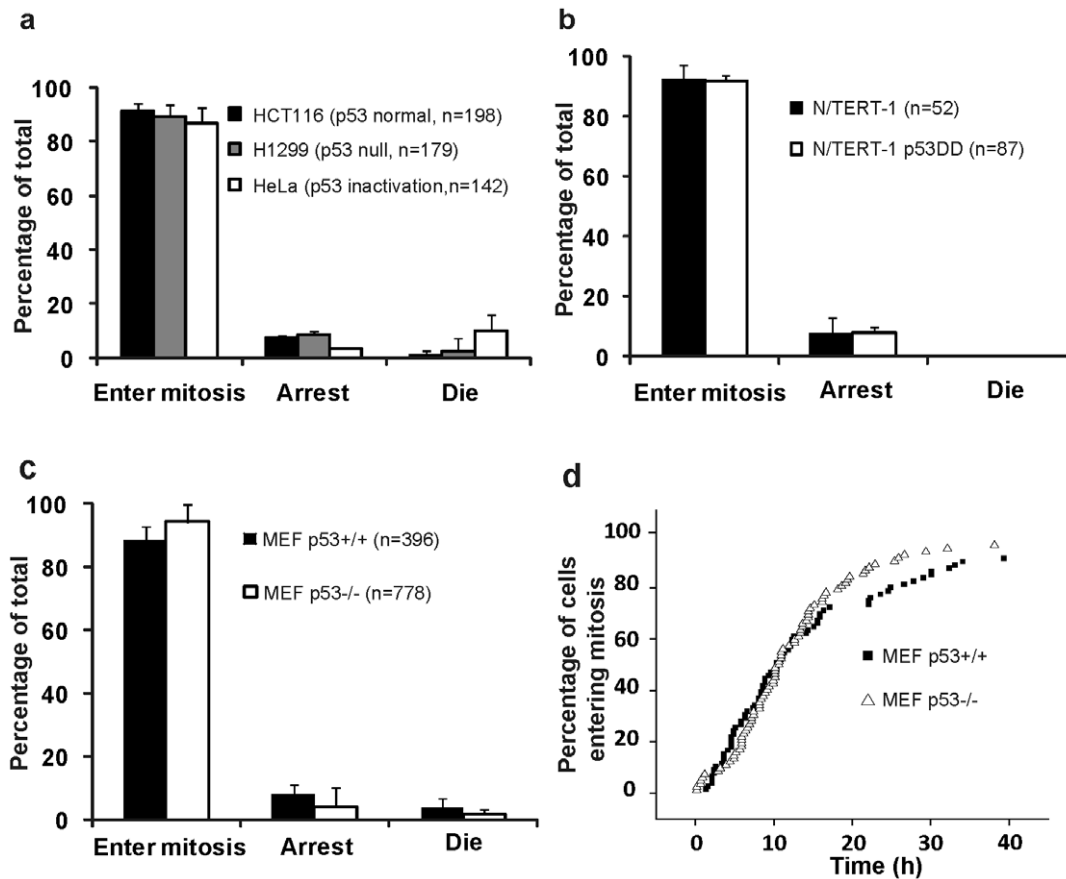 a
Percentage of total
100
80
60
40
20
0
HCT116 (p53 normal, n=198)
H1299 (p53 null, n=179)
HeLa (p53 inactivation,n=142)
Enter mitosis Arrest Die
b
Percentage of total
100
80
60
40
20
0
N/TERT-1 (n=52)
N/TERT-1 p53DD (n=87)
Enter mitosis Arrest Die
c
Percentage of total
100
80
60
40
20
0
MEF p53+/+ (n=396)
MEF p53-/- (n=778)
Enter mitosis Arrest Die
d
Percentage of cells
entering mitosis
100
80
60
40
20
0
MEF p53+/+
MEF p53-/-
0 10 20 30 40
Time (h)